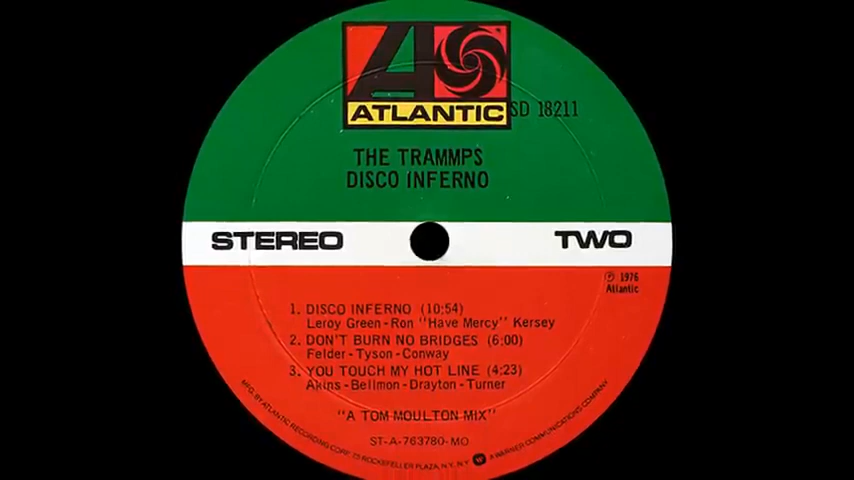 ATLANTIC
SD 18211
THE TRAMMPS
DISCO INFERNO
STEREO
TWO
Ⓟ 1976
Atlantic
1. DISCO INFERNO (10:54)
Leroy Green - Ron "Have Mercy" Kersey
2. DON'T BURN NO BRIDGES (6:00)
Felder - Tyson - Conway
3. YOU TOUCH MY HOT LINE (4:23)
Akins - Bellmon - Drayton - Turner
"A TOM MOULTON MIX"
ST-A-763780-MO
MFG. BY ATLANTIC RECORDING CORP., 75 ROCKEFELLER PLAZA, N.Y., N.Y. W A WARNER COMMUNICATIONS COMPANY